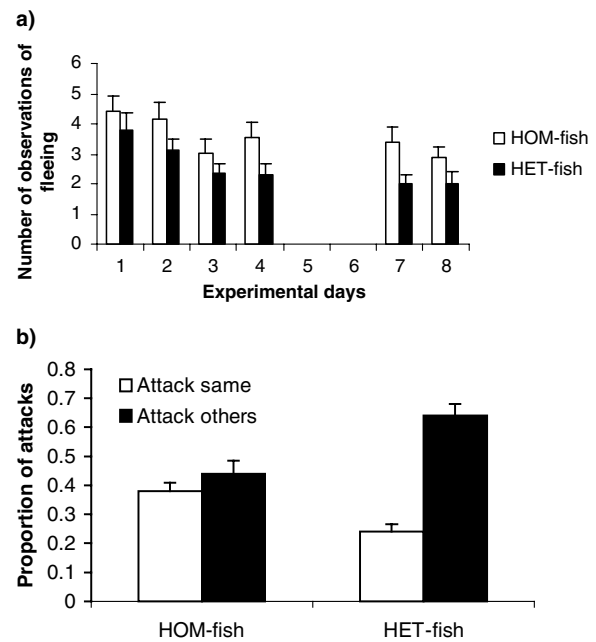 a)
Number of observations of
fleeing
6
5
4
3
2
1
0
1 2 3 4 5 6 7 8
Experimental days
HOM-fish
HET-fish
b)
Proportion of attacks
0.8
0.7
0.6
0.5
0.4
0.3
0.2
0.1
0
Attack same
Attack others
HOM-fish HET-fish